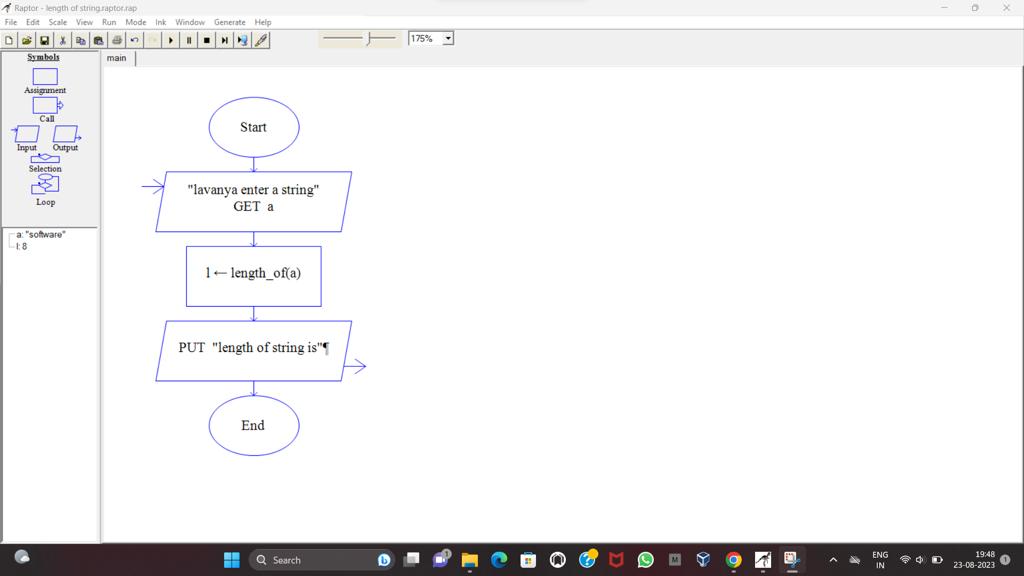 Raptor - length of string.raptor.rap
File Edit Scale View Run Mode Ink Window Generate Help
175%
Symbols
main
Assignment
Call
Input Output
Selection
Loop
a: "software"
l: 8
Start
"lavanya enter a string"
GET a
l ← length_of(a)
PUT "length of string is"¶
End
Search
ENG
IN
19:48
23-08-2023